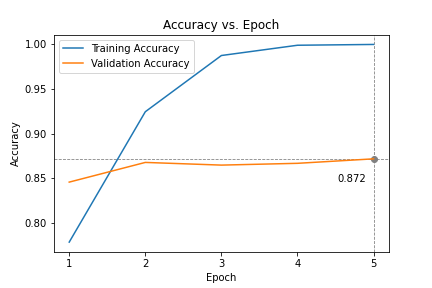 Accuracy vs. Epoch
1.00
0.95
0.90
0.85
0.80
Accuracy
Training Accuracy
Validation Accuracy
0.872
1 2 3 4 5
Epoch